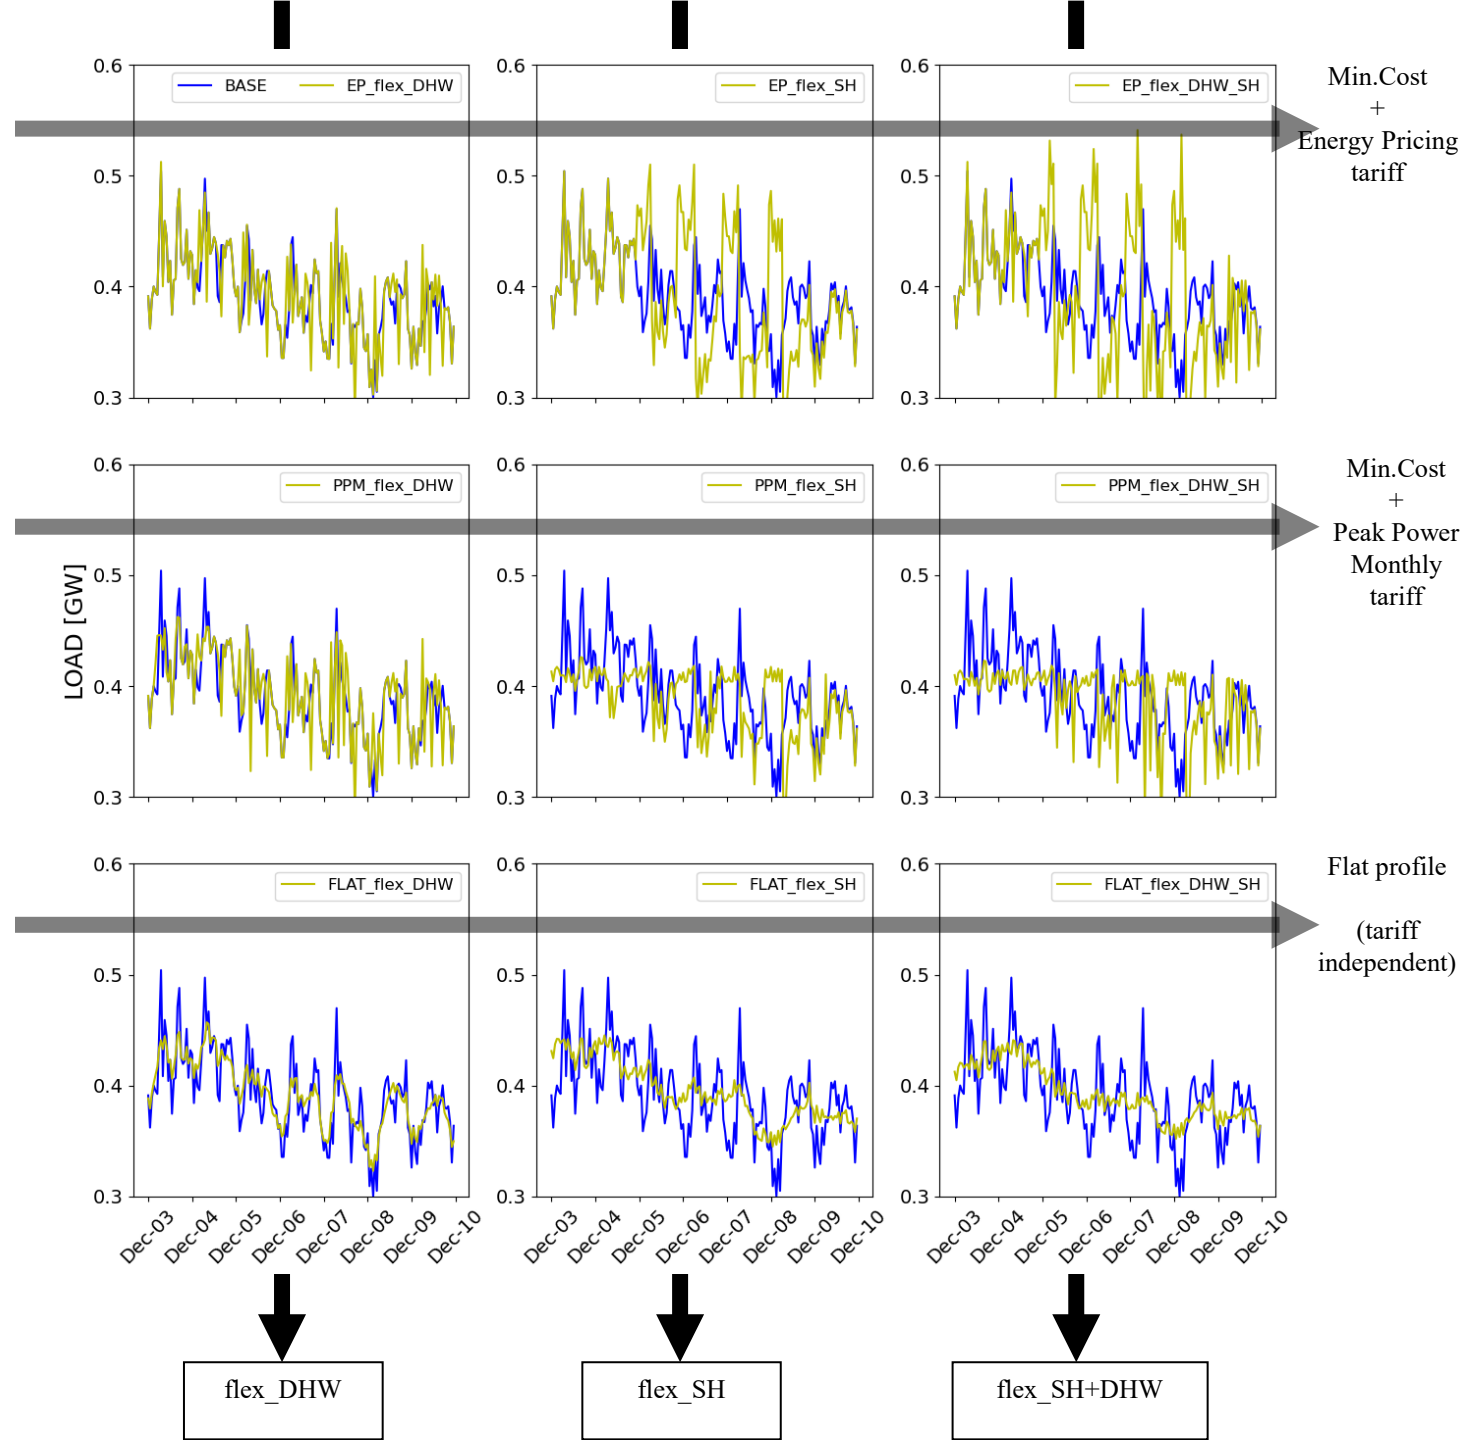 0.6
BASE
EP_flex_DHW
0.5
0.4
0.3
0.6
EP_flex_SH
0.5
0.4
0.3
0.6
EP_flex_DHW_SH
0.5
0.4
0.3
Min.Cost
+
Energy Pricing
tariff
LOAD [GW]
0.6
PPM_flex_DHW
0.5
0.4
0.3
0.6
PPM_flex_SH
0.5
0.4
0.3
0.6
PPM_flex_DHW_SH
0.5
0.4
0.3
Min.Cost
+
Peak Power
Monthly
tariff
0.6
FLAT_flex_DHW
0.5
0.4
0.3
Dec-03
Dec-04
Dec-05
Dec-06
Dec-07
Dec-08
Dec-09
Dec-10
0.6
FLAT_flex_SH
0.5
0.4
0.3
Dec-03
Dec-04
Dec-05
Dec-06
Dec-07
Dec-08
Dec-09
Dec-10
0.6
FLAT_flex_DHW_SH
0.5
0.4
0.3
Dec-03
Dec-04
Dec-05
Dec-06
Dec-07
Dec-08
Dec-09
Dec-10
Flat profile
(tariff
independent)
flex_DHW
flex_SH
flex_SH+DHW